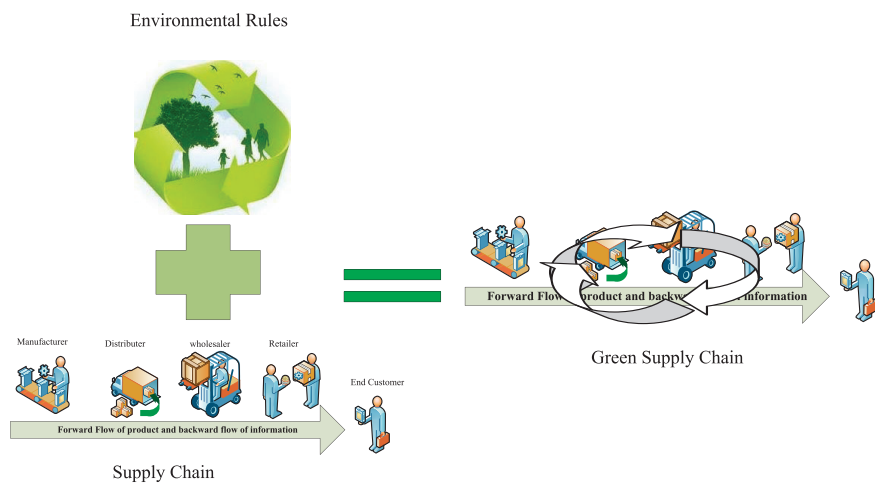 Environmental Rules
Manufacturer
Distributer
wholesaler
Retailer
End Customer
Forward Flow of product and backward flow of information
Supply Chain
Forward Flow product and backw of information
Green Supply Chain